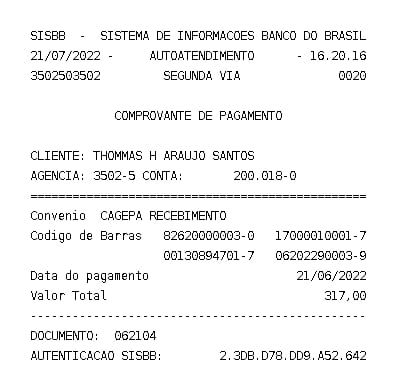 SISBB - SISTEMA DE INFORMACOES BANCO DO BRASIL
21/07/2022 - AUTOATENDIMENTO - 16.20.16
3502503502 SEGUNDA VIA 0020
COMPROVANTE DE PAGAMENTO
CLIENTE: THOMMAS H ARAUJO SANTOS
AGENCIA: 3502-5 CONTA: 200.018-0
================================================
Convenio CAGEPA RECEBIMENTO
Codigo de Barras 82620000003-0 17000010001-7
00130894701-7 06202290003-9
Data do pagamento 21/06/2022
Valor Total 317,00
------------------------------------------------
DOCUMENTO: 062104
AUTENTICACAO SISBB: 2.3DB.D78.DD9.A52.642